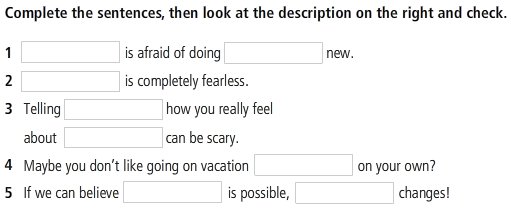 Complete the sentences, then look at the description on the right and check.
1 is afraid of doing new.
2 is completely fearless.
3 Telling how you really feel
about can be scary.
4 Maybe you don't like going on vacation on your own?
5 If we can believe is possible, changes!